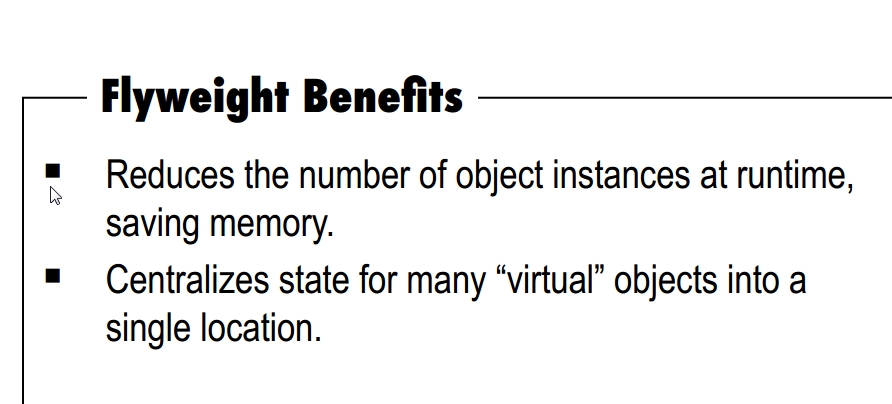 Flyweight Benefits
Reduces the number of object instances at runtime,
saving memory.
Centralizes state for many “virtual” objects into a
single location.